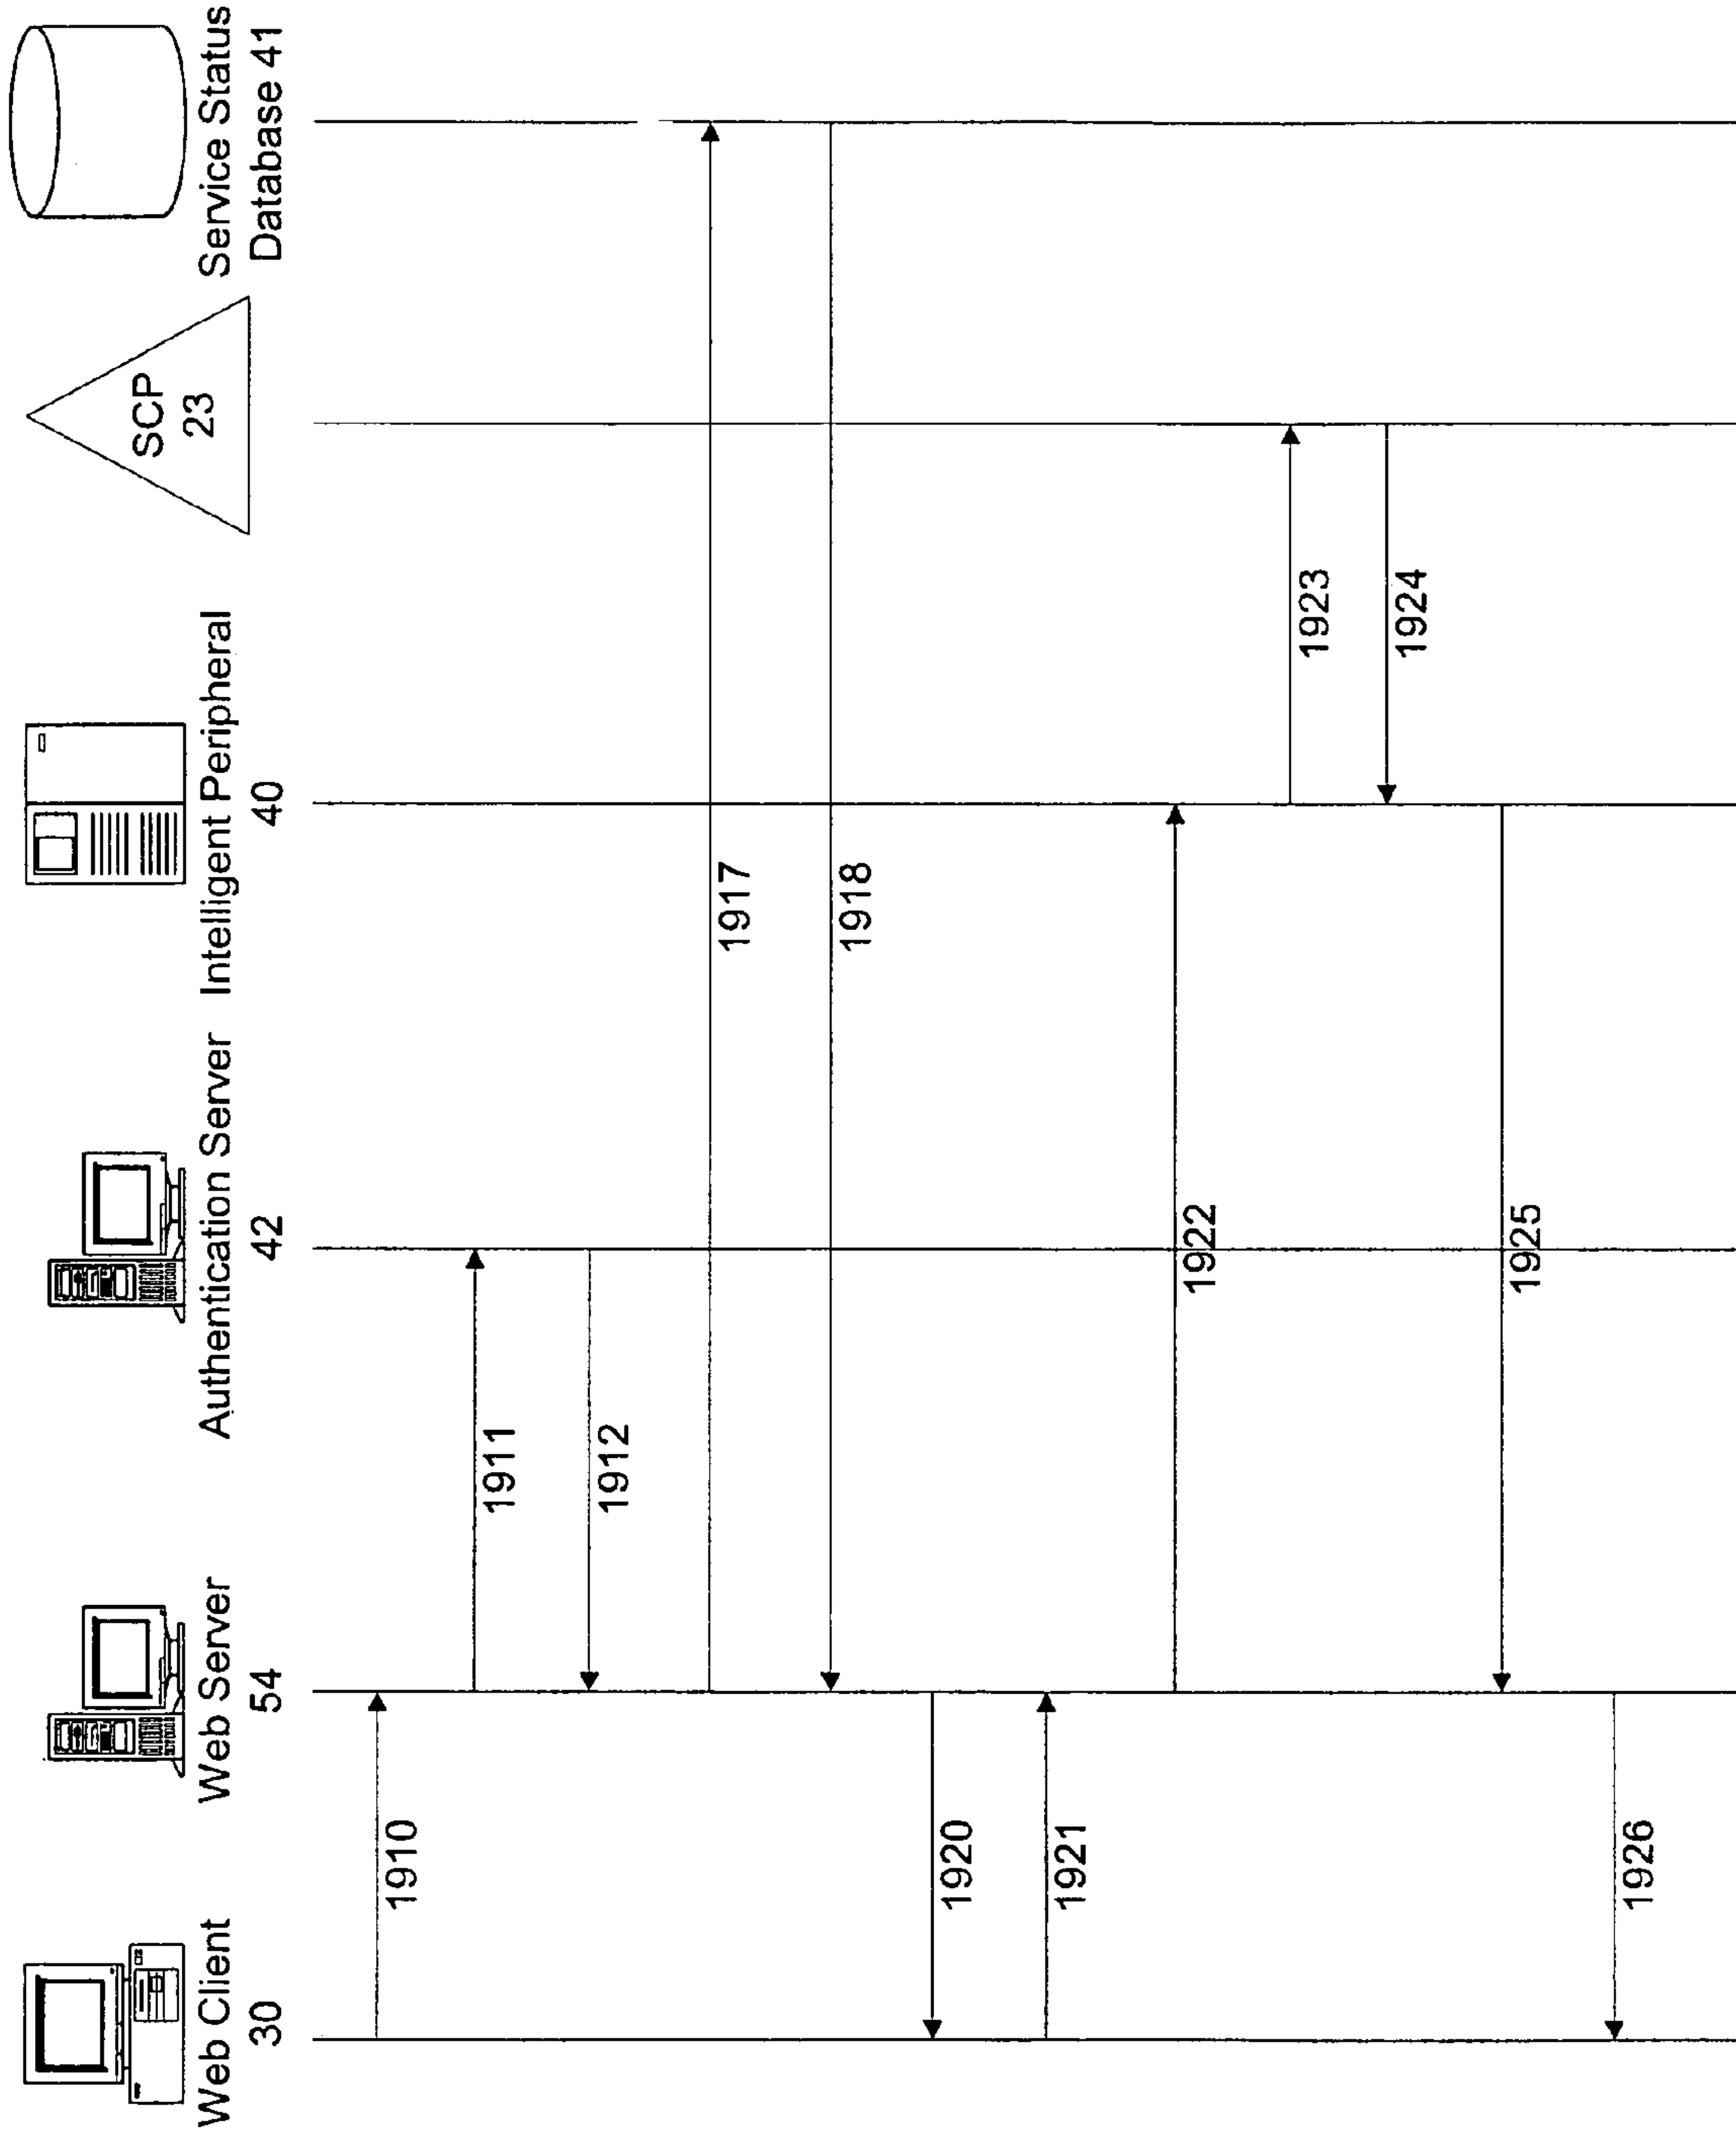 Web Client
30
Web Server
54
Authentication Server
42
Intelligent Peripheral
40
SCP
23
Service Status
Database 41
1910
1911
1912
1917
1918
1920
1921
1922
1923
1924
1925
1926